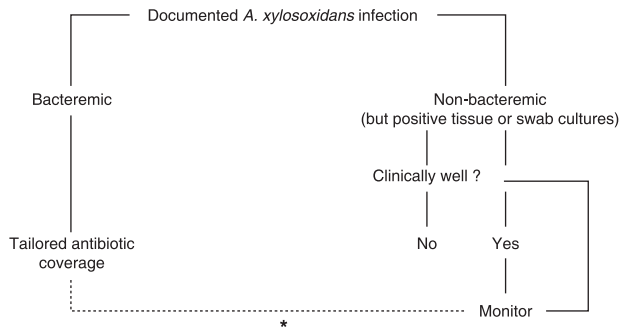 Documented A. xylosoxidans infection
Bacteremic
Non-bacteremic
(but positive tissue or swab cultures)
Clinically well ?
Tailored antibiotic
coverage
No
Yes
Monitor
*